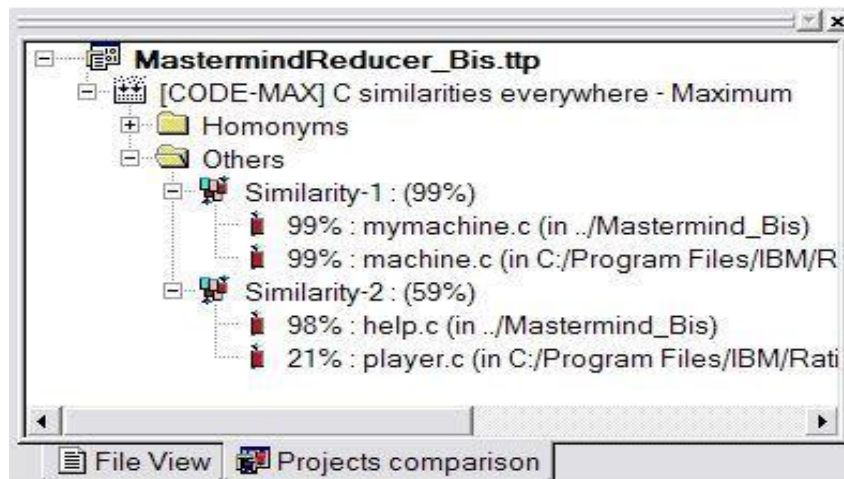 MastermindReducer_Bis.ttp
[CODE-MAX] C similarities everywhere - Maximum
Homonyms
Others
Similarity-1 : (99%)
99% : mymachine.c (in ../Mastermind_Bis)
99% : machine.c (in C:/Program Files/IBM/R
Similarity-2 : (59%)
98% : help.c (in ../Mastermind_Bis)
21% : player.c (in C:/Program Files/IBM/Rati
File View Projects comparison